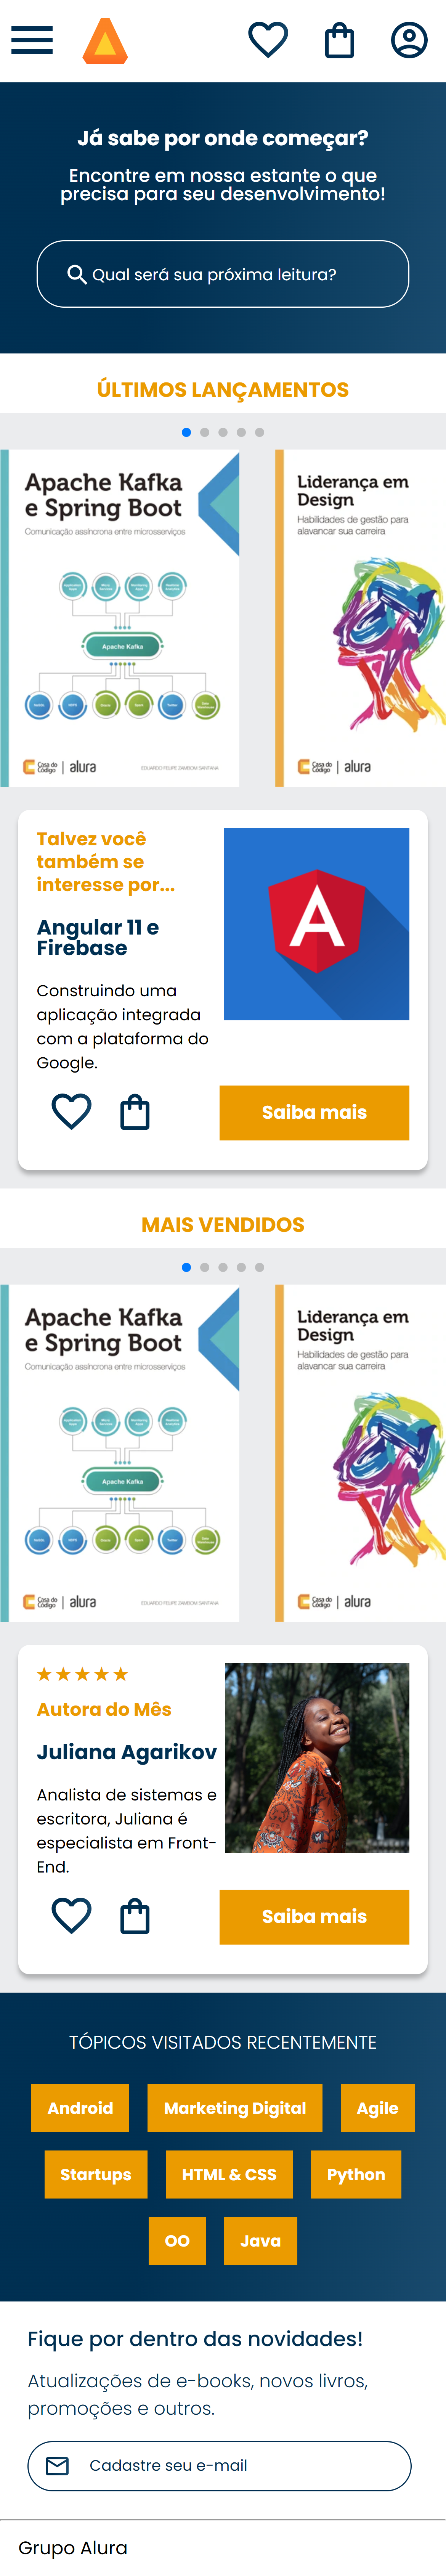 Já sabe por onde começar?
Encontre em nossa estante o que
precisa para seu desenvolvimento!
Qual será sua próxima leitura?
ÚLTIMOS LANÇAMENTOS
Apache Kafka
e Spring Boot
Comunicação assíncrona entre microsserviços
Apache Kafka
Casa do
Código
alura
EDUARDO FELIPE ZAMBOM SANTANA
Liderança em
Design
Habilidades de gestão para
alavancar sua carreira
Casa do
Código
alura
Talvez você
também se
interesse por...
Angular 11 e
Firebase
A
Construindo uma
aplicação integrada
com a plataforma do
Google.
Saiba mais
MAIS VENDIDOS
Apache Kafka
e Spring Boot
Comunicação assíncrona entre microsserviços
Apache Kafka
Casa do
Código
alura
EDUARDO FELIPE ZAMBOM SANTANA
Liderança em
Design
Habilidades de gestão para
alavancar sua carreira
Casa do
Código
alura
Autora do Mês
Juliana Agarikov
Analista de sistemas e
escritora, Juliana é
especialista em Front-
End.
Saiba mais
TÓPICOS VISITADOS RECENTEMENTE
Android
Marketing Digital
Agile
Startups
HTML & CSS
Python
OO
Java
Fique por dentro das novidades!
Atualizações de e-books, novos livros,
promoções e outros.
Cadastre seu e-mail
Grupo Alura